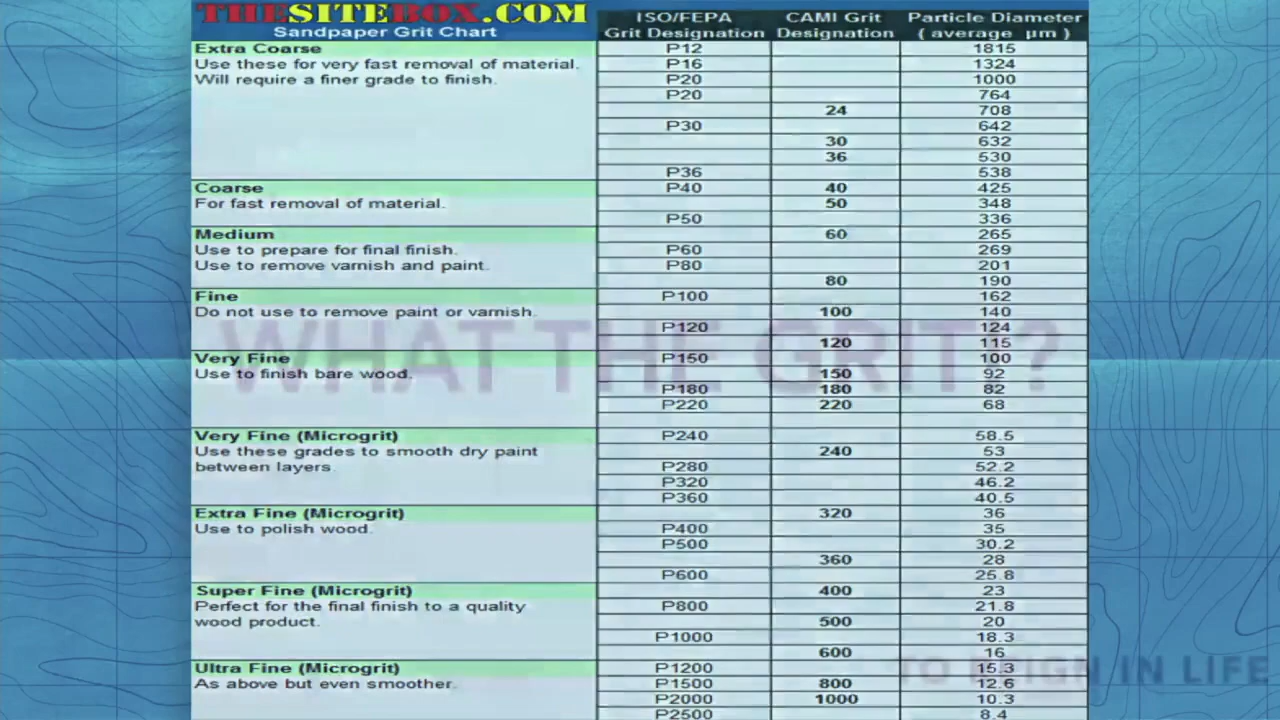 THESITEBOX.COM
Sandpaper Grit Chart
ISO/FEPA CAMI Grit Particle Diameter
Grit Designation Designation ( average µm )
Extra Coarse P12 1815
Use these for very fast removal of material. P16 1324
Will require a finer grade to finish. P20 1000
P20 764
24 708
P30 642
30 632
36 530
P36 538
Coarse P40 40 425
For fast removal of material. 50 348
P50 336
Medium 60 265
Use to prepare for final finish. P60 269
Use to remove varnish and paint. P80 201
80 190
Fine P100 162
Do not use to remove paint or varnish. 100 140
P120 124
120 115
WHAT THE GRIT ?
Very Fine P150 100
Use to finish bare wood. 150 92
P180 180 82
P220 220 68
Very Fine (Microgrit) P240 58.5
Use these grades to smooth dry paint 240 53
between layers. P280 52.2
P320 46.2
P360 40.5
Extra Fine (Microgrit) 320 36
Use to polish wood. P400 35
P500 30.2
360 28
P600 25.8
Super Fine (Microgrit) 400 23
Perfect for the final finish to a quality P800 21.8
wood product. 500 20
P1000 18.3
600 16
Ultra Fine (Microgrit) P1200 15.3
As above but even smoother. P1500 800 12.6
P2000 1000 10.3
P2500 8.4
TO REIGN IN LIFE